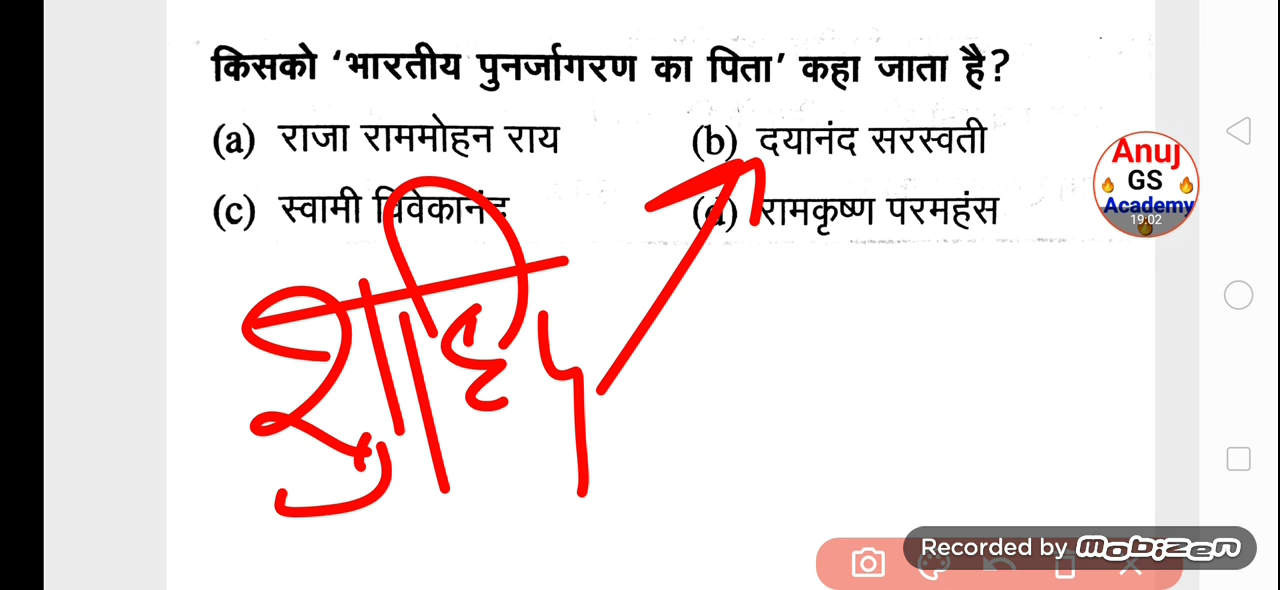 किसको ‘भारतीय पुनर्जागरण का पिता’ कहा जाता है?
(a) राजा राममोहन राय (b) दयानंद सरस्वती
(c) स्वामी विवेकानंद (d) रामकृष्ण परमहंस
Anuj
GS
Academy
19:02
शुद्धि
Recorded by Mobizen